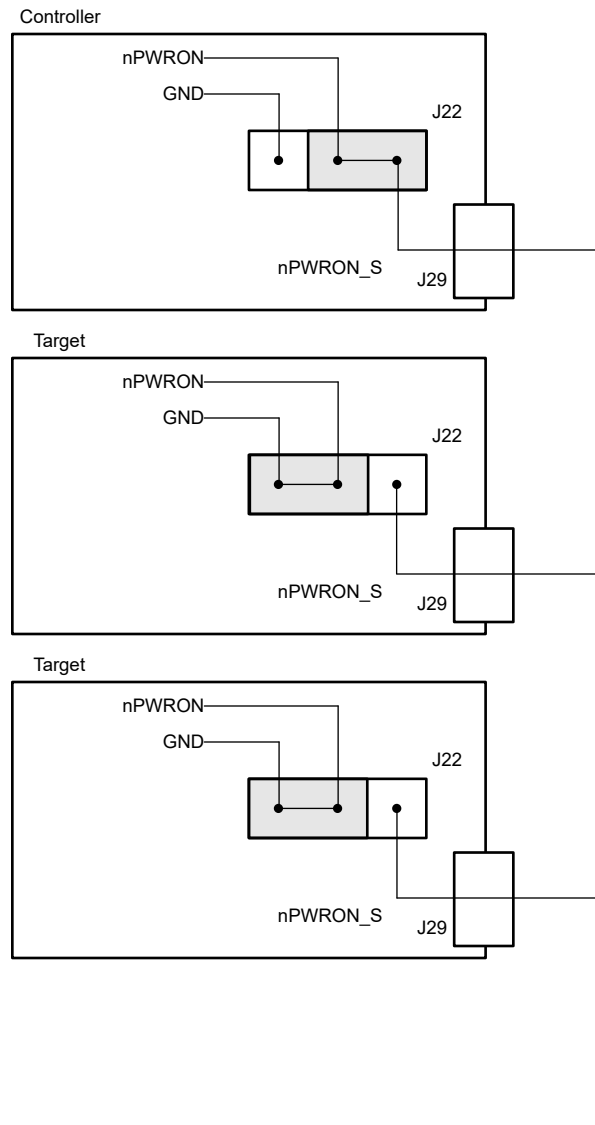 Controller
nPWRON
GND
J22
nPWRON_S
J29
Target
nPWRON
GND
J22
nPWRON_S
J29
Target
nPWRON
GND
J22
nPWRON_S
J29